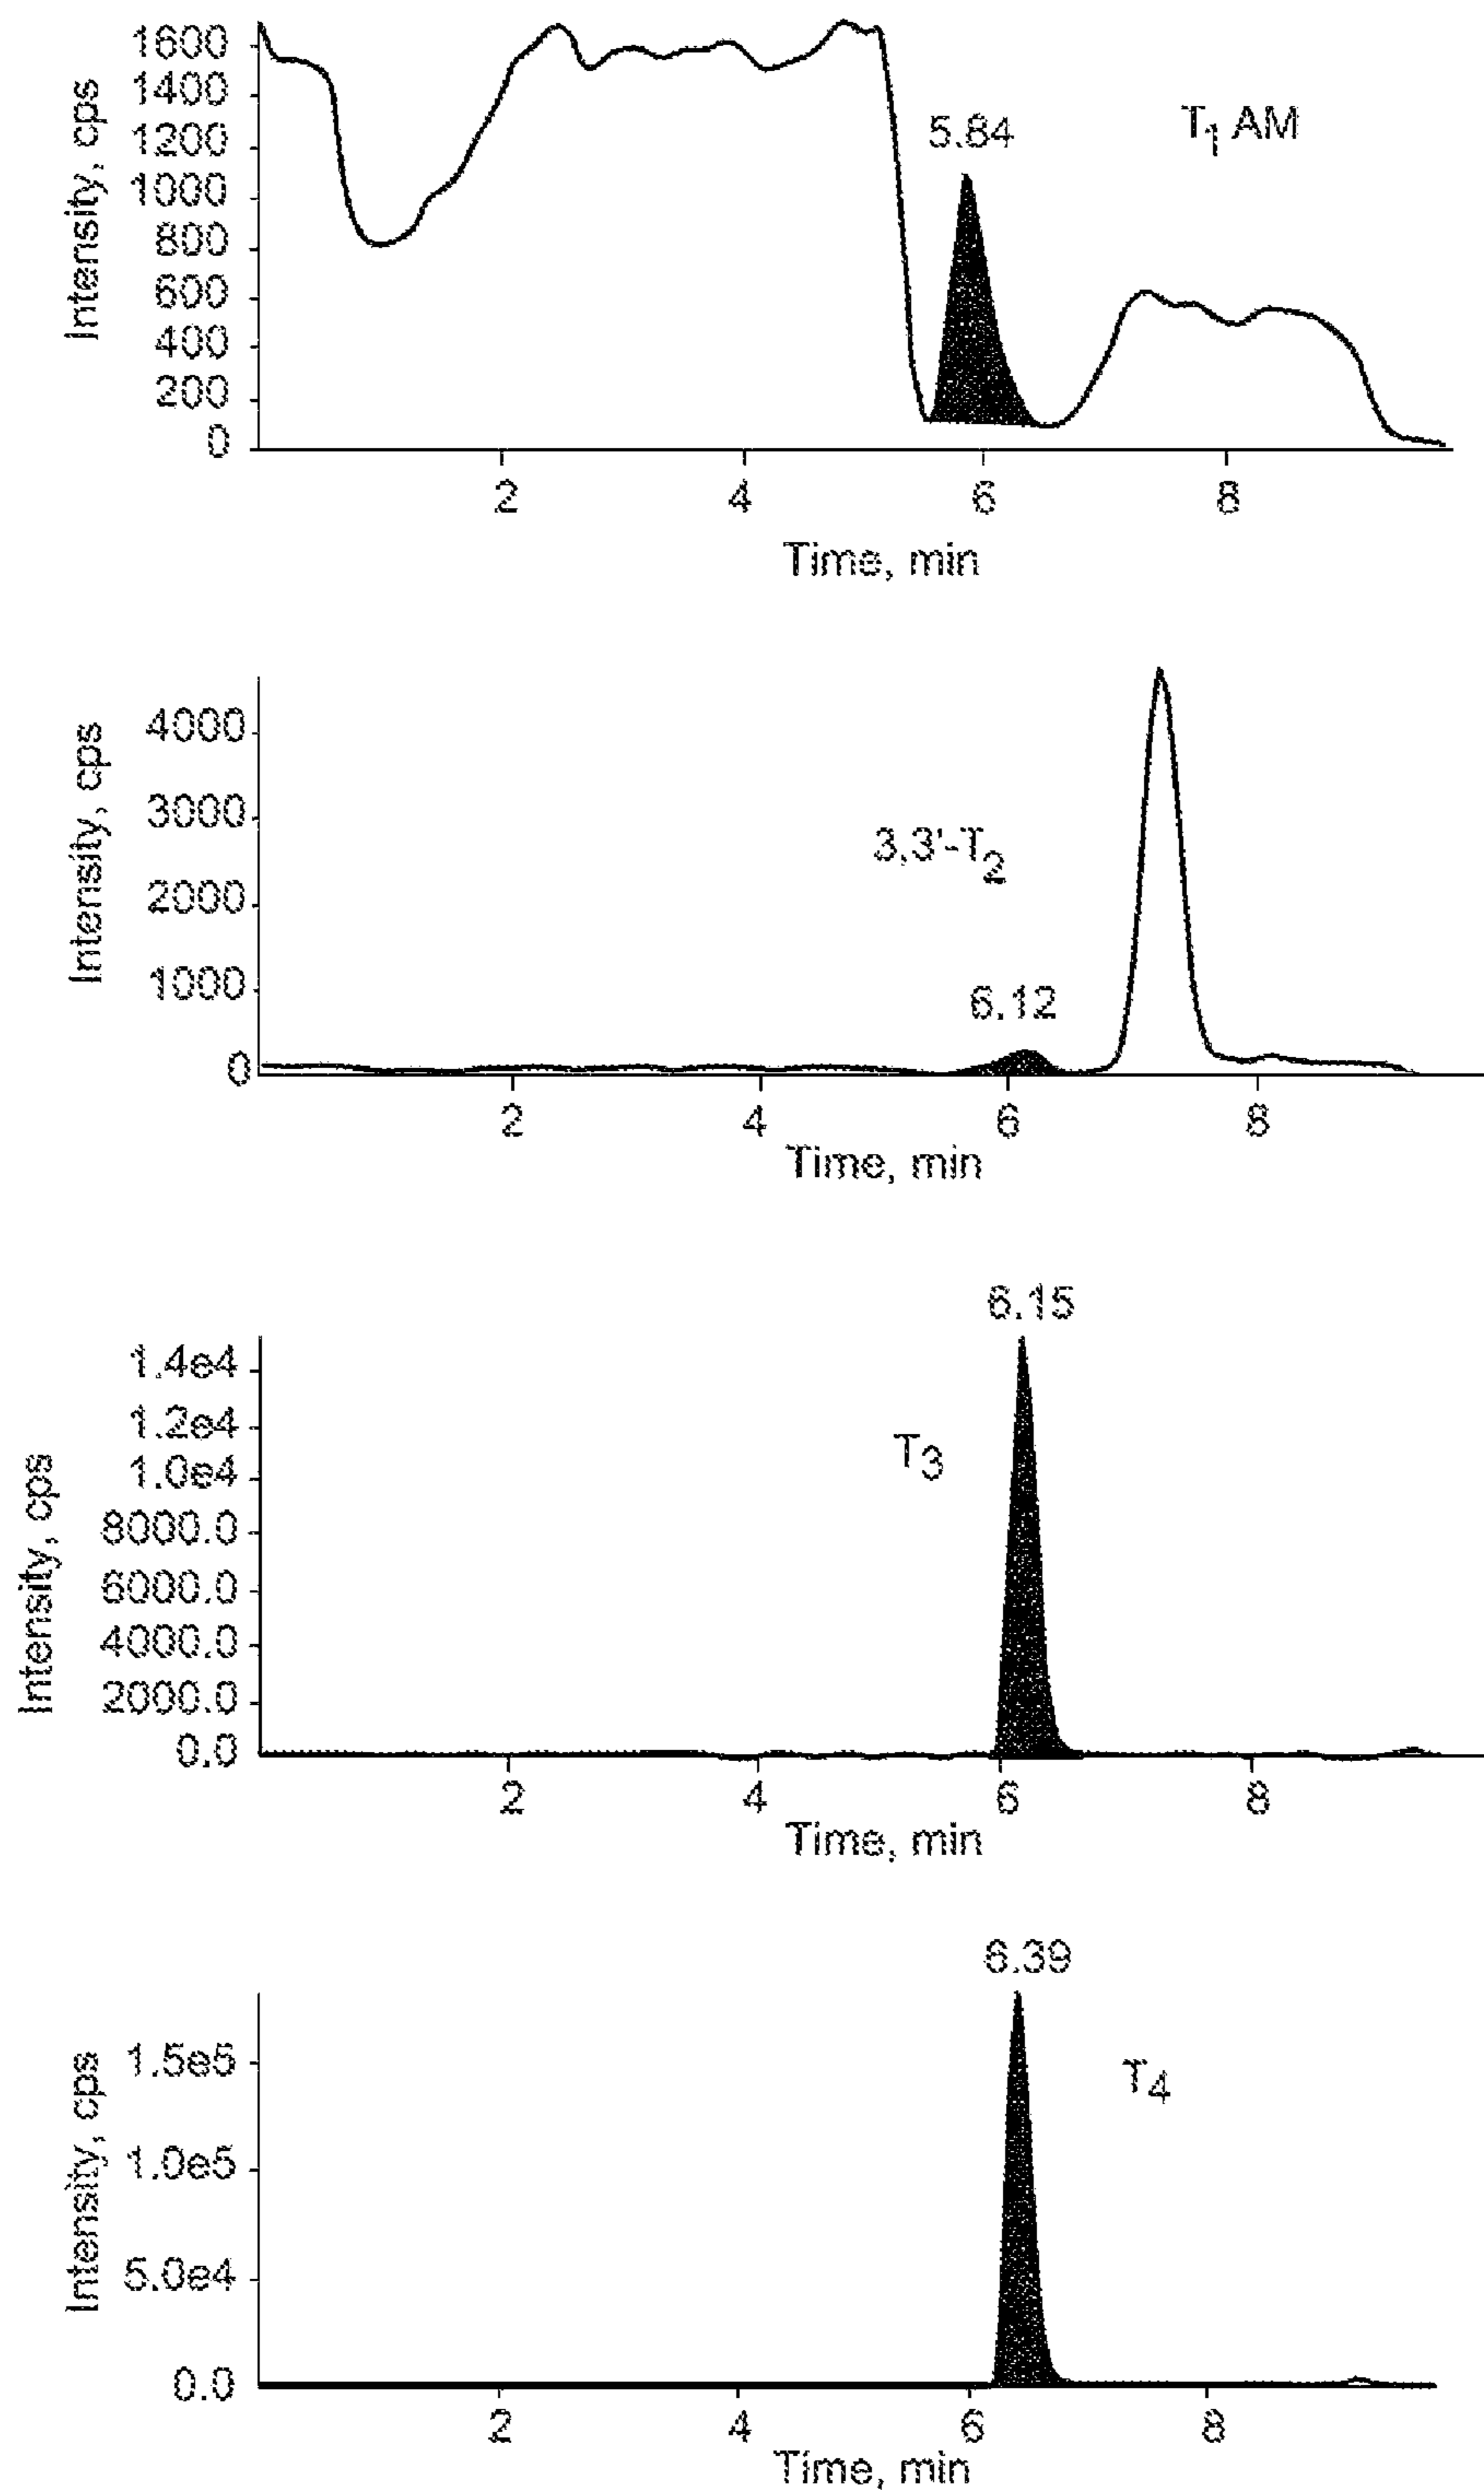 Intensity, cps
1600
1400
1200
1000
800
600
400
200
0
5.84
T1 AM
2 4 6 8
Time, min
Intensity, cps
4000
3000
2000
1000
0
3,3'-T2
6.12
2 4 6 8
Time, min
Intensity, cps
6.15
1.4e4
1.2e4
1.0e4
8000.0
6000.0
4000.0
2000.0
0.0
T3
2 4 6 8
Time, min
Intensity, cps
6.39
1.5e5
1.0e5
5.0e4
0.0
T4
2 4 6 8
Time, min